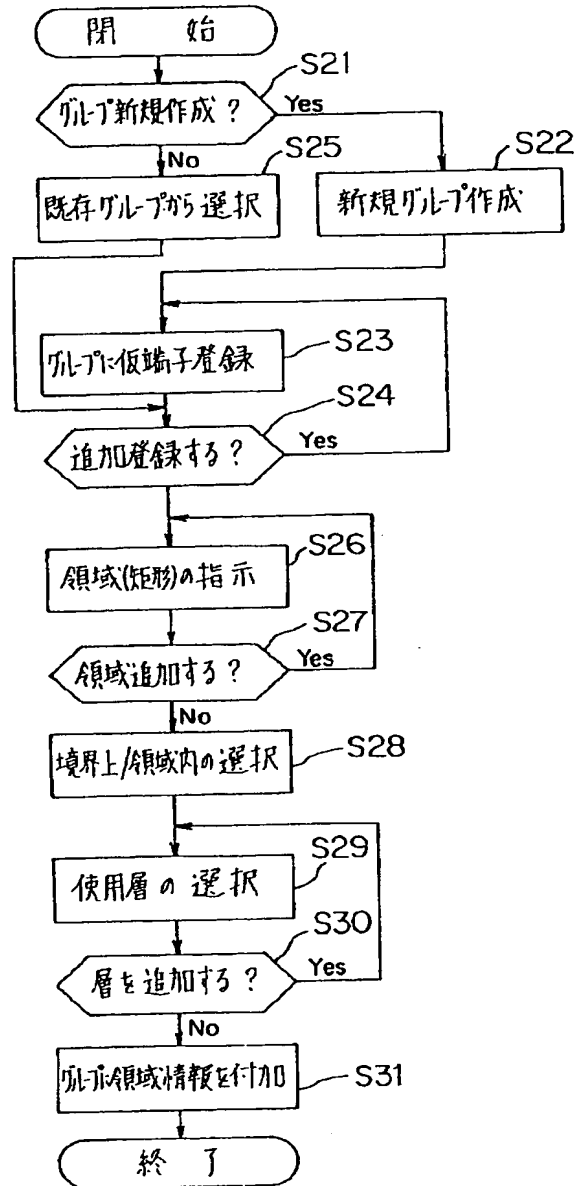 開 始
S21
グループ新規作成?
Yes
No
S25
S22
既存グループから選択
新規グループ作成
S23
グループに仮端子登録
S24
追加登録する?
Yes
S26
領域(矩形)の指示
S27
領域追加する?
Yes
No
境界上/領域内の選択
S28
S29
使用層の選択
S30
層を追加する?
Yes
No
グループに領域情報を付加
S31
終 了